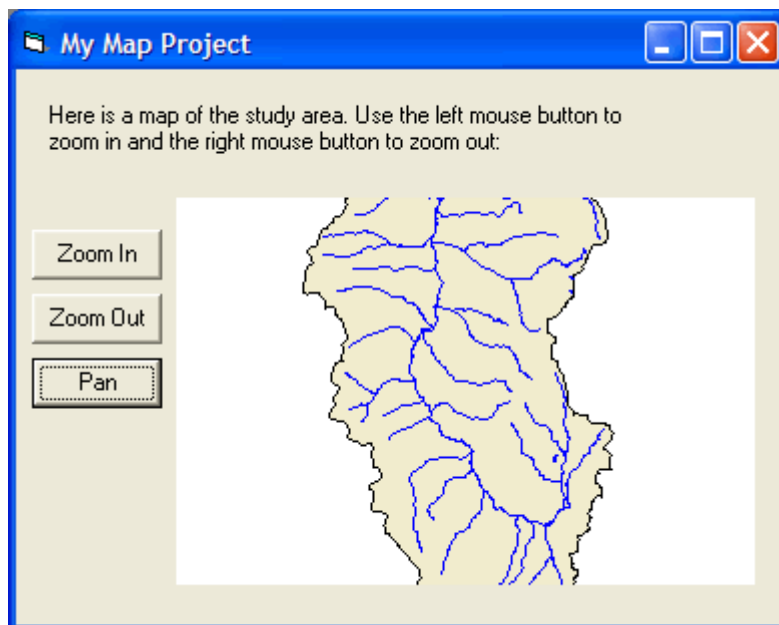 My Map Project
Here is a map of the study area. Use the left mouse button to
zoom in and the right mouse button to zoom out:
Zoom In
Zoom Out
Pan